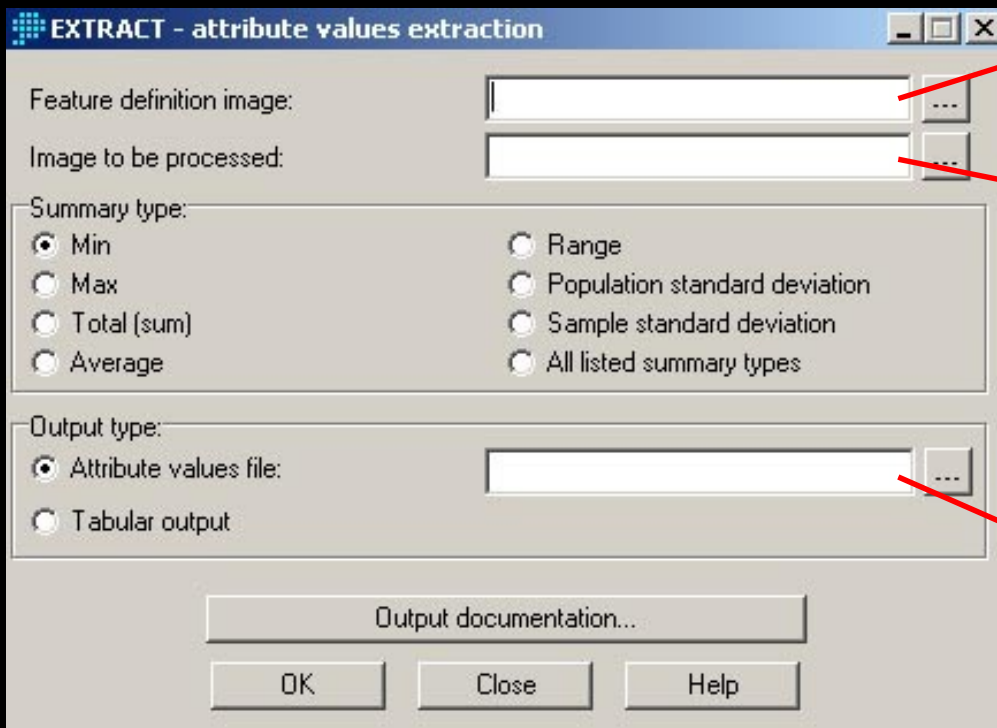 EXTRACT - attribute values extraction
Feature definition image:
...
Image to be processed:
...
Summary type:
Min
Range
Max
Population standard deviation
Total (sum)
Sample standard deviation
Average
All listed summary types
Output type:
Attribute values file:
...
Tabular output
Output documentation...
OK Close Help